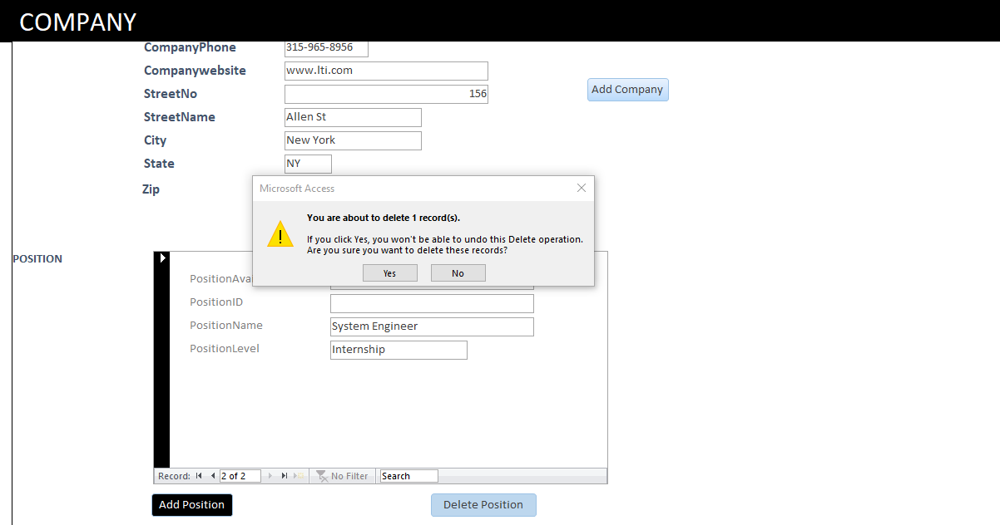 COMPANY
CompanyPhone 315-965-8956
Companywebsite www.lti.com
StreetNo 156
Add Company
StreetName Allen St
City New York
State NY
Zip
Microsoft Access
You are about to delete 1 record(s).
If you click Yes, you won't be able to undo this Delete operation.
Are you sure you want to delete these records?
Yes No
POSITION
PositionAvai
PositionID
PositionName System Engineer
PositionLevel Internship
Record: 2 of 2 No Filter Search
Add Position Delete Position